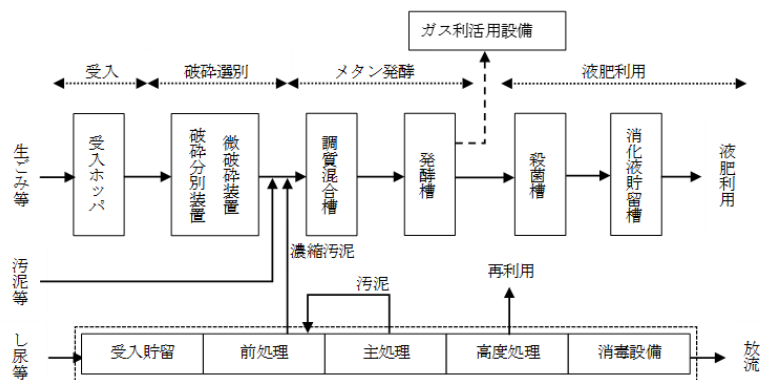 ガス利活用設備
受入
破砕選別
メタン発酵
液肥利用
生ごみ等
受入ホッパ
微破砕装置
破砕分別装置
調質混合槽
発酵槽
殺菌槽
消化液貯留槽
液肥利用
濃縮汚泥
汚泥等
汚泥
再利用
し尿等
受入貯留
前処理
主処理
高度処理
消毒設備
放流